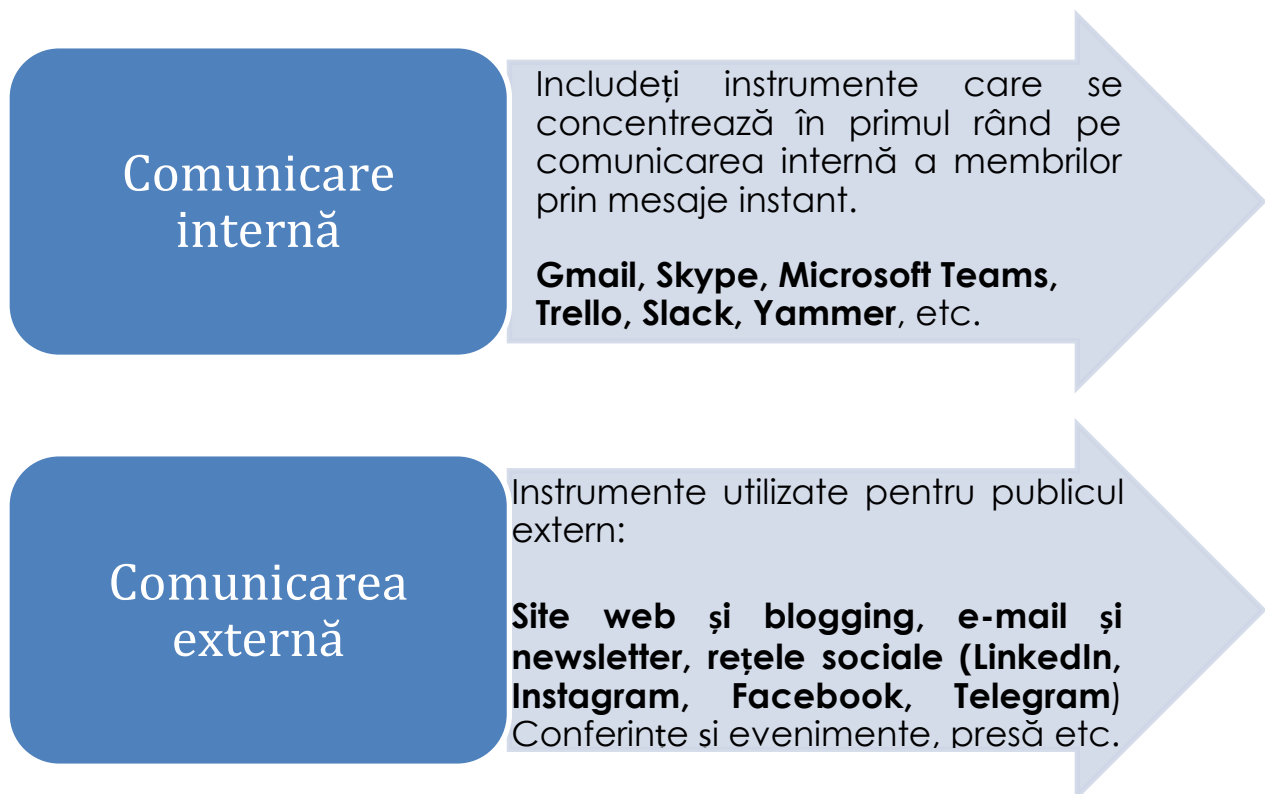 Comunicare
internă
Includeți instrumente care se
concentrează în primul rând pe
comunicarea internă a membrilor
prin mesaje instant.
Gmail, Skype, Microsoft Teams,
Trello, Slack, Yammer, etc.
Comunicarea
externă
Instrumente utilizate pentru publicul
extern:
Site web și blogging, e-mail și
newsletter, rețele sociale (LinkedIn,
Instagram, Facebook, Telegram)
Conferințe și evenimente, presă etc.